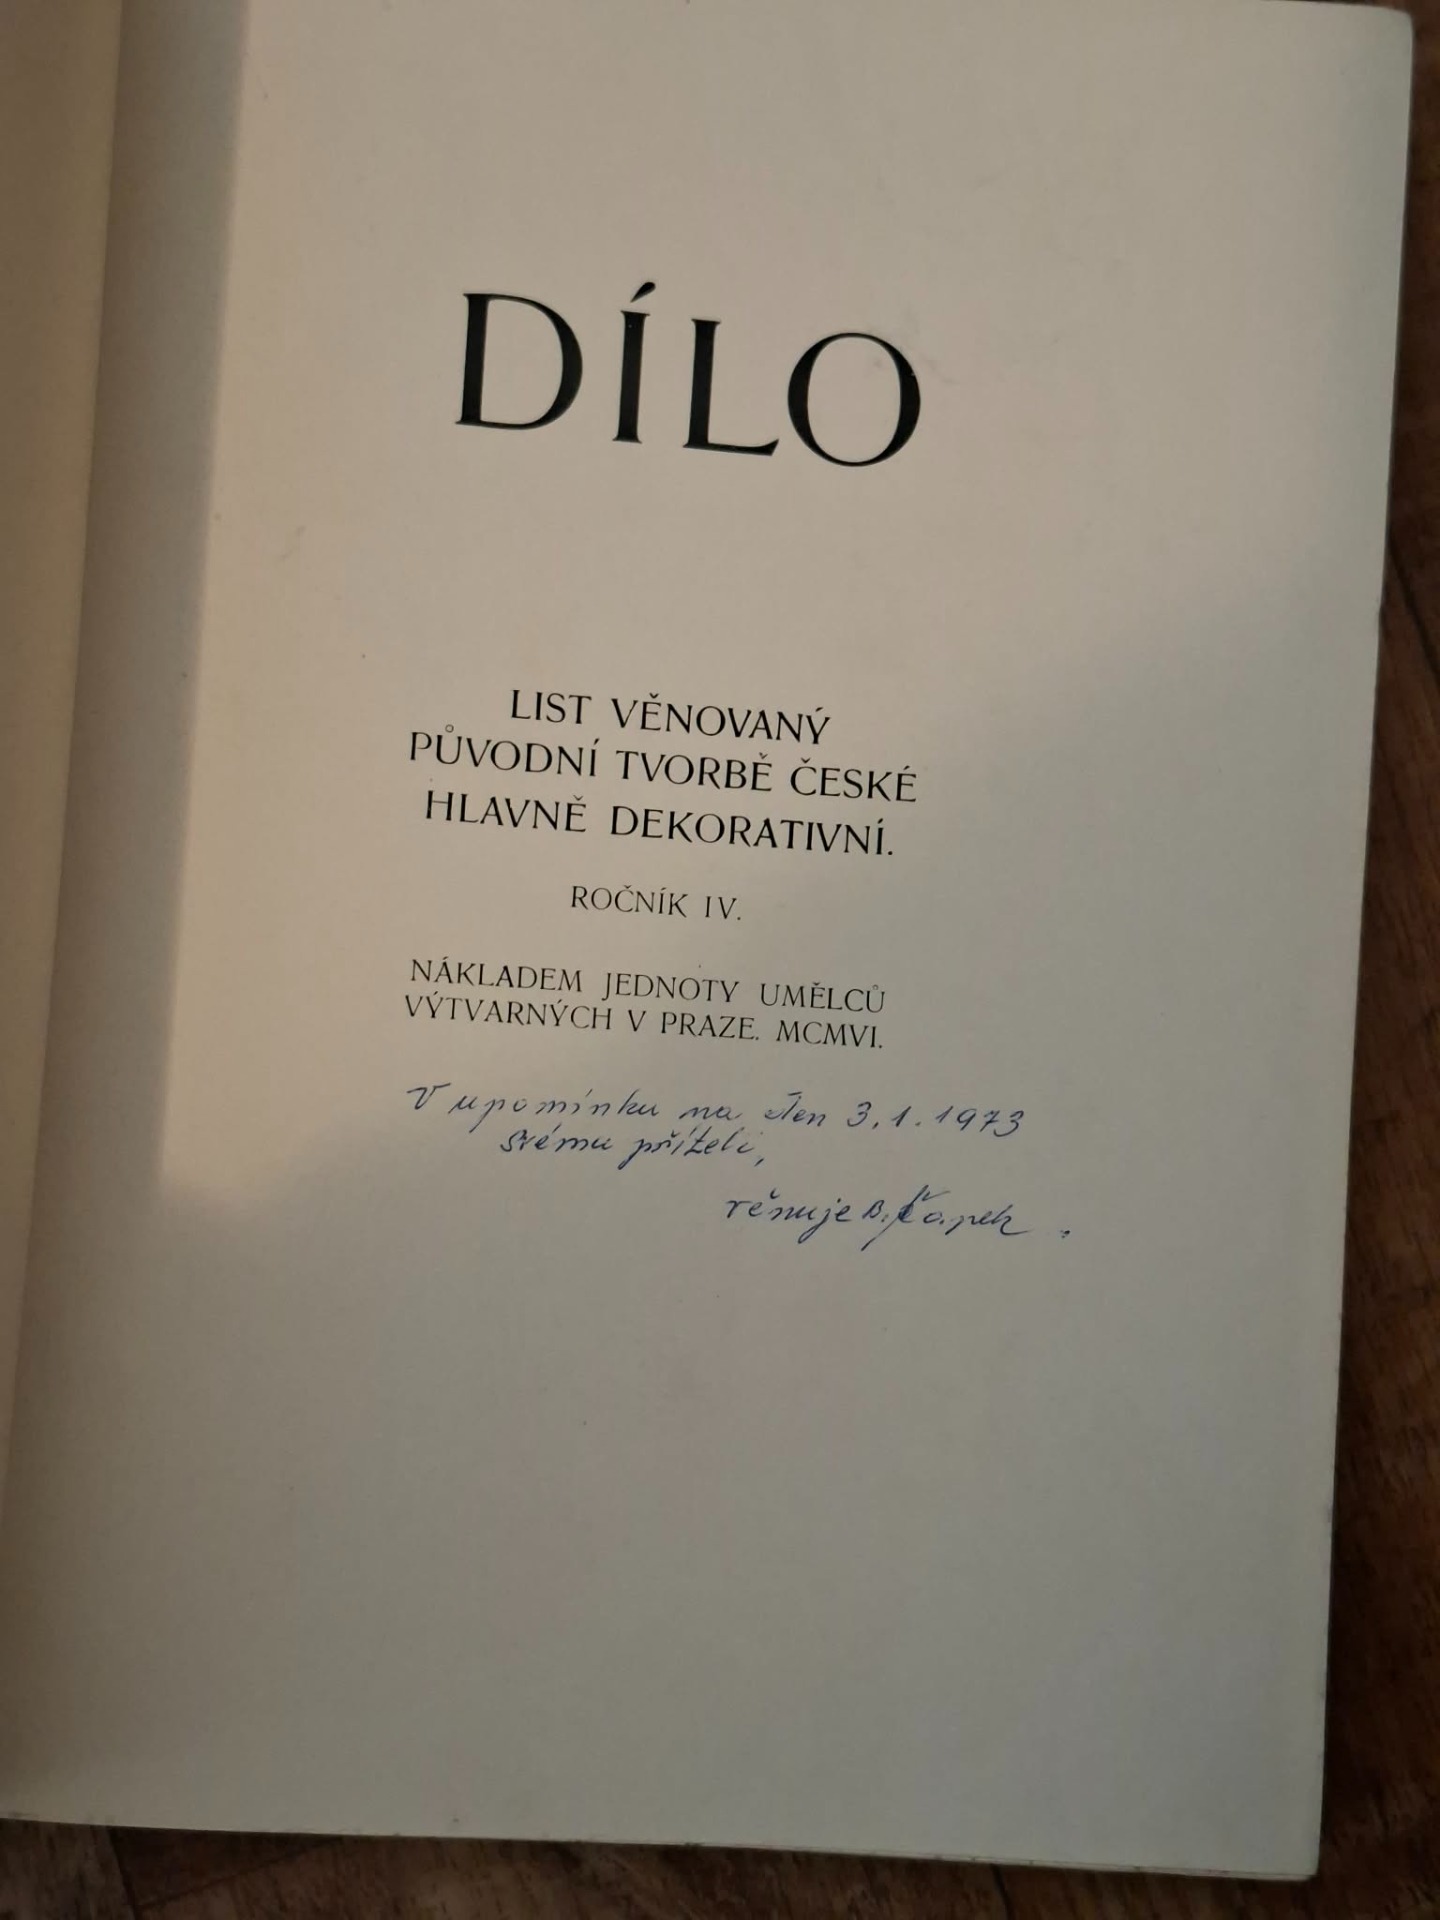 DÍLO
LIST VĚNOVANÝ
PŮVODNÍ TVORBĚ ČESKÉ
HLAVNĚ DEKORATIVNÍ.
ROČNÍK IV.
NÁKLADEM JEDNOTY UMĚLCŮ
VÝTVARNÝCH V PRAZE. MCMVI.
V upomínku na den 3.1.1973
svému příteli,
věnuje B. Čapek.